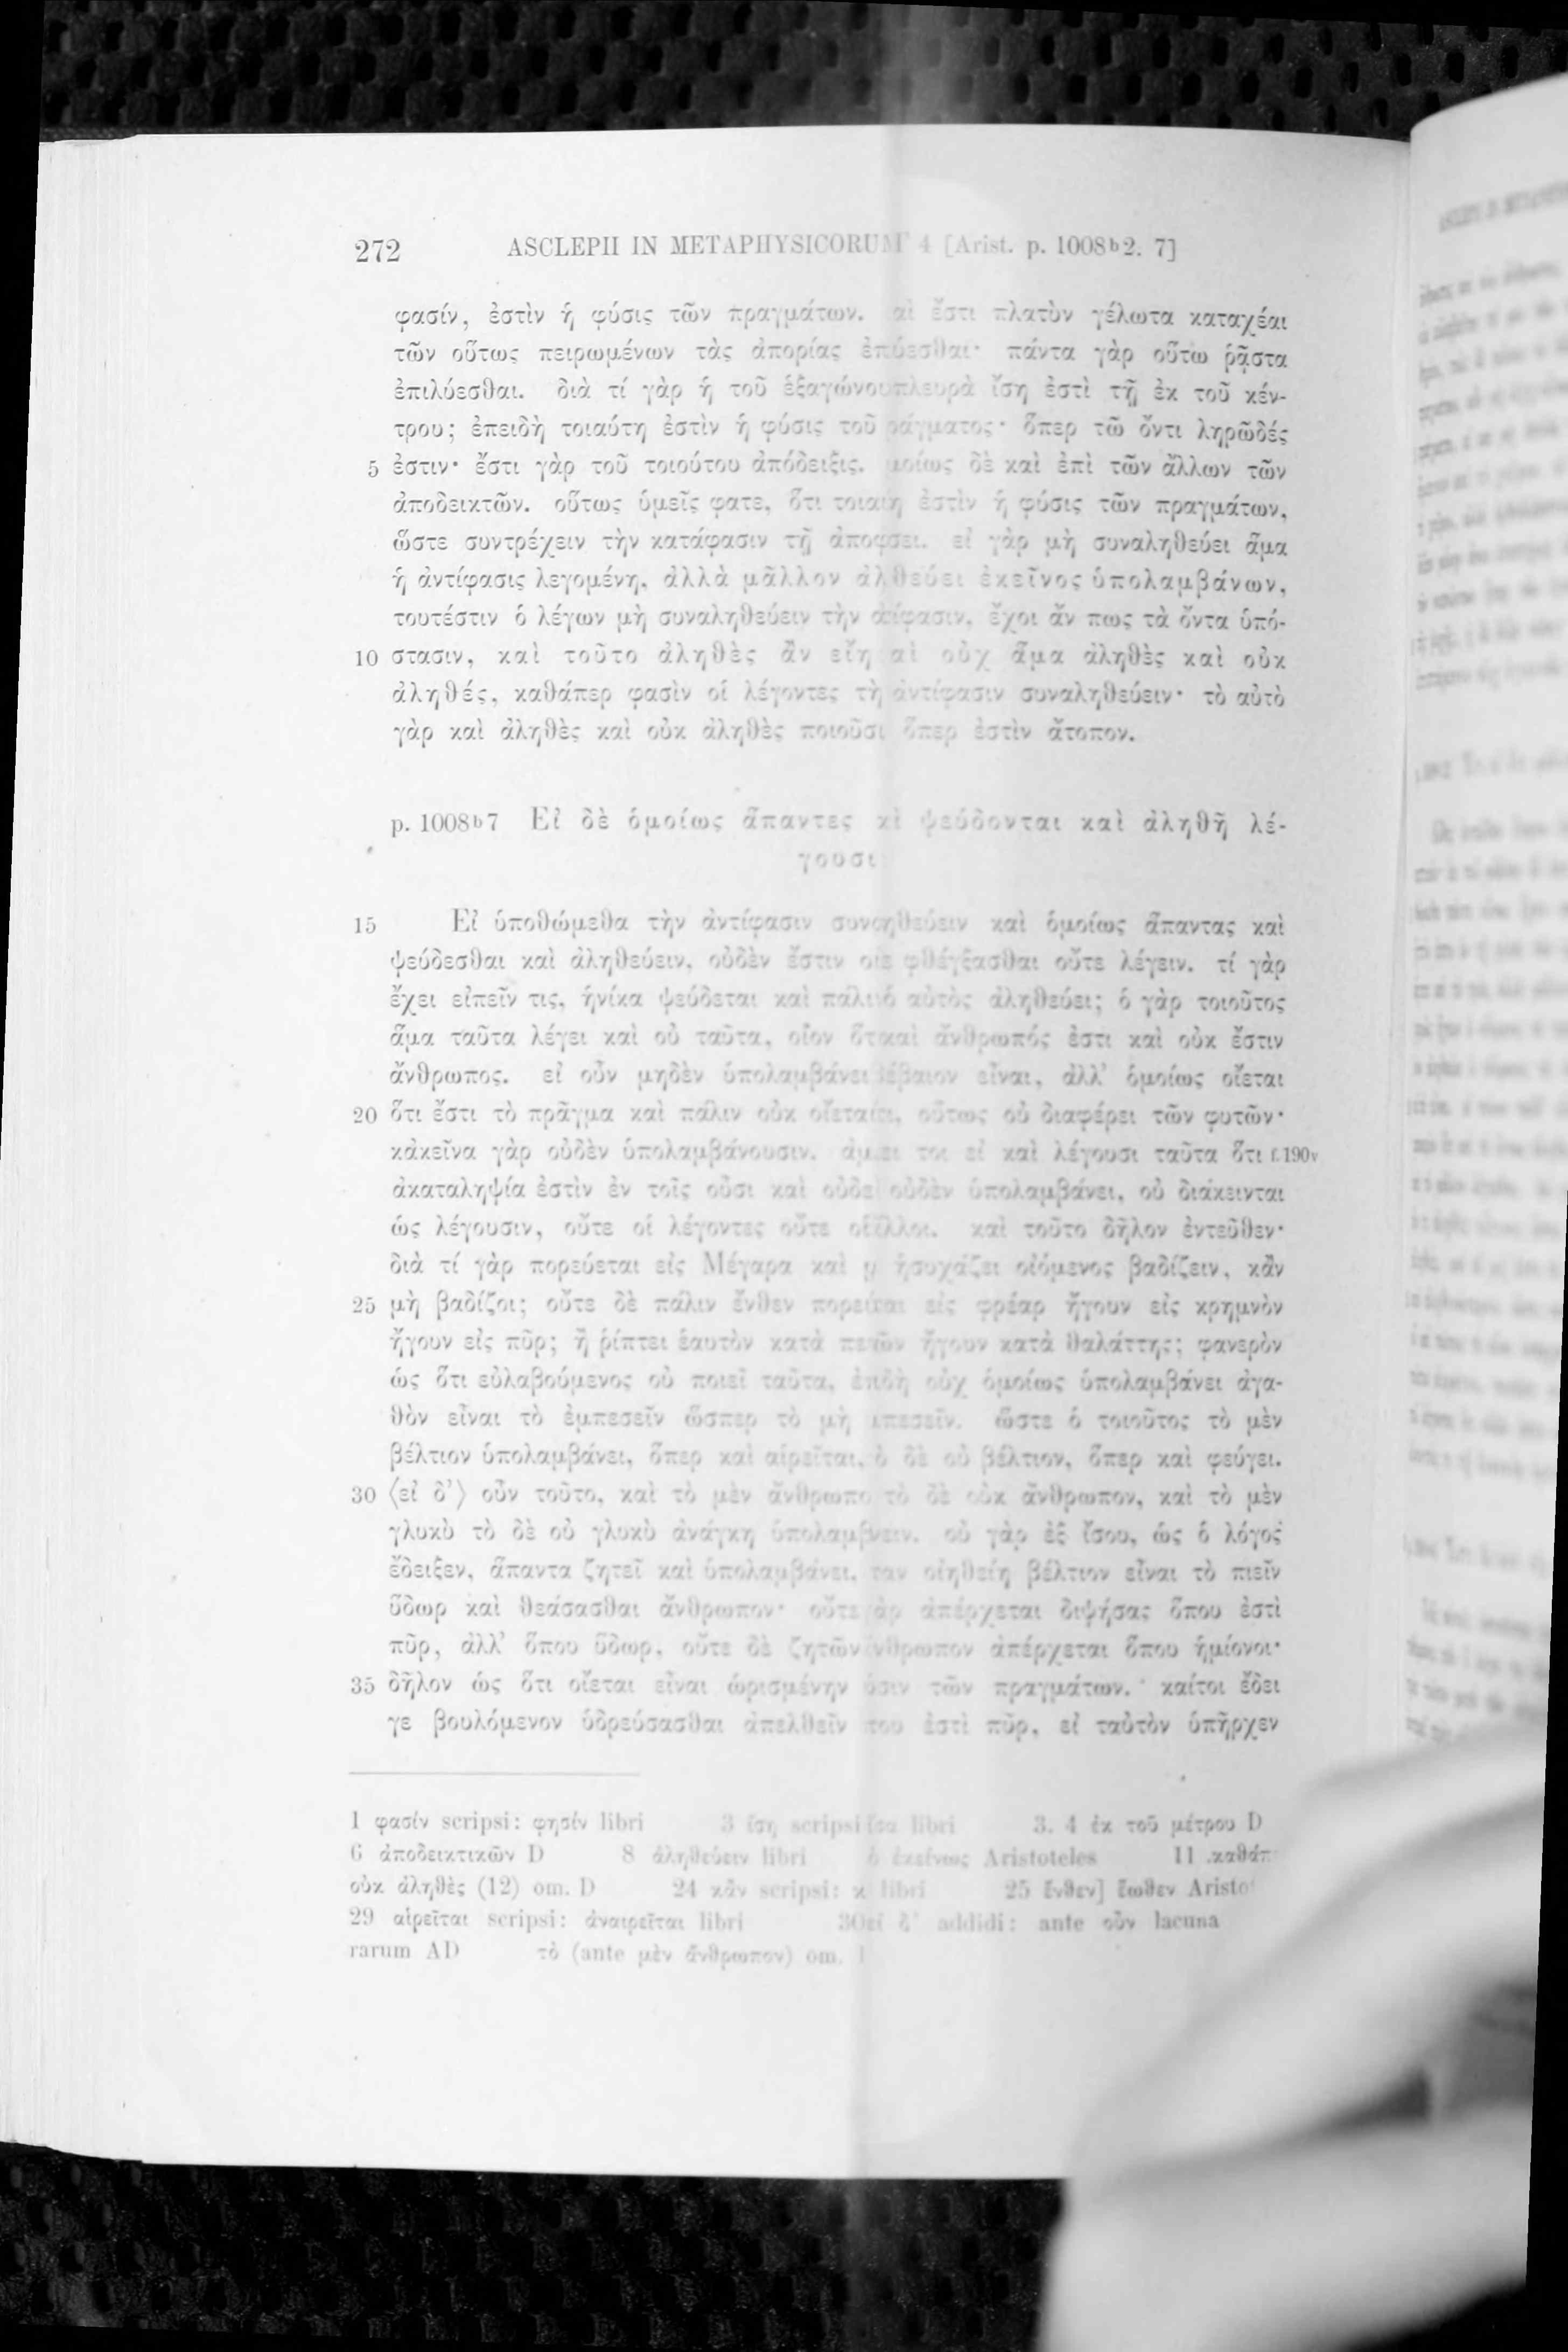 272 ASCLEPII IN METAPHYSICORUM 4 [Arist. p. 1008b2. 7]
φασίν, ἐστὶν ἡ φύσις τῶν πραγμάτων. καὶ ἔστι πλατὺν γέλωτα καταχέαι
τῶν οὕτως πειρωμένων τὰς ἀπορίας ἐπιλύεσθαι· πάντα γὰρ οὕτω ῥᾷστα
ἐπιλύεσθαι. διὰ τί γὰρ ἡ τοῦ ἑξαγώνου πλευρὰ ἴση ἐστὶ τῇ ἐκ τοῦ κέν-
τρου; ἐπειδὴ τοιαύτη ἐστὶν ἡ φύσις τοῦ πράγματος· ὅπερ τῷ ὄντι ληρῶδές
5 ἐστιν· ἔστι γὰρ τοῦ τοιούτου ἀπόδειξις. ὁμοίως δὲ καὶ ἐπὶ τῶν ἄλλων τῶν
ἀποδεικτῶν. οὕτως ὑμεῖς φατε, ὅτι τοιαύτη ἐστὶν ἡ φύσις τῶν πραγμάτων,
ὥστε συντρέχειν τὴν κατάφασιν τῇ ἀποφάσει. εἰ γὰρ μὴ συναληθεύει ἅμα
ἡ ἀντίφασις λεγομένη, ἀλλὰ μᾶλλον ἀληθεύει ἐκεῖνος ὑπολαμβάνων,
τουτέστιν ὁ λέγων μὴ συναληθεύειν τὴν ἀντίφασιν, ἔχοι ἄν πως τὰ ὄντα ὑπό-
10 στασιν, καὶ τοῦτο ἀληθὲς ἂν εἴη καὶ οὐχ ἅμα ἀληθὲς καὶ οὐκ
ἀληθές, καθάπερ φασὶν οἱ λέγοντες τὴν ἀντίφασιν συναληθεύειν· τὸ αὐτὸ
γὰρ καὶ ἀληθὲς καὶ οὐκ ἀληθὲς ποιοῦσιν ὅπερ ἐστὶν ἄτοπον.
p. 1008b7 Εἰ δὲ ὁμοίως ἅπαντες καὶ ψεύδονται καὶ ἀληθῆ λέ-
γουσι
15 Εἰ ὑποθώμεθα τὴν ἀντίφασιν συναληθεύειν καὶ ὁμοίως ἅπαντας καὶ
ψεύδεσθαι καὶ ἀληθεύειν, οὐδὲν ἔστιν οὔτε φθέγξασθαι οὔτε λέγειν. τί γὰρ
ἔχει εἰπεῖν τις, ἡνίκα ψεύδεται καὶ πάλιν ὁ αὐτὸς ἀληθεύει; ὁ γὰρ τοιοῦτος
ἅμα ταῦτα λέγει καὶ οὐ ταῦτα, οἷον ὅτι καὶ ἄνθρωπός ἐστι καὶ οὐκ ἔστιν
ἄνθρωπος. εἰ οὖν μηδὲν ὑπολαμβάνει βέβαιον εἶναι, ἀλλ’ ὁμοίως οἴεται
20 ὅτι ἔστι τὸ πρᾶγμα καὶ πάλιν οὐκ οἴεται ὅτι, οὕτως οὐ διαφέρει τῶν φυτῶν·
κἀκεῖνα γὰρ οὐδὲν ὑπολαμβάνουσιν. ἀμέλει τοι εἰ καὶ λέγουσι ταῦτα ὅτι f. 190v
ἀκαταληψία ἐστὶν ἐν τοῖς οὖσι καὶ οὐδεὶς οὐδὲν ὑπολαμβάνει, οὐ διάκεινται
ὡς λέγουσιν, οὔτε οἱ λέγοντες οὔτε οἱ ἄλλοι. καὶ τοῦτο δῆλον ἐντεῦθεν·
διὰ τί γὰρ πορεύεται εἰς Μέγαρα καὶ μὴ ἡσυχάζει οἰόμενος βαδίζειν, κἂν
25 μὴ βαδίζοι; οὔτε δὲ πάλιν ἔνθεν πορεύεται εἰς φρέαρ ἤγουν εἰς κρημνὸν
ἤγουν εἰς πῦρ; ἢ ῥίπτει ἑαυτὸν κατὰ πετρῶν ἤγουν κατὰ θαλάττης; φανερὸν
ὡς ὅτι εὐλαβούμενος οὐ ποιεῖ ταῦτα, ἐπειδὴ οὐχ ὁμοίως ὑπολαμβάνει ἀγα-
θὸν εἶναι τὸ ἐμπεσεῖν ὥσπερ τὸ μὴ ἐμπεσεῖν. ὥστε ὁ τοιοῦτος τὸ μὲν
βέλτιον ὑπολαμβάνει, ὅπερ καὶ αἱρεῖται, τὸ δὲ οὐ βέλτιον, ὅπερ καὶ φεύγει.
30 ⟨εἰ δ’⟩ οὖν τοῦτο, καὶ τὸ μὲν ἄνθρωπον τὸ δὲ οὐκ ἄνθρωπον, καὶ τὸ μὲν
γλυκὺ τὸ δὲ οὐ γλυκὺ ἀνάγκη ὑπολαμβάνειν. οὐ γὰρ ἐξ ἴσου, ὡς ὁ λόγος
ἔδειξεν, ἅπαντα ζητεῖ καὶ ὑπολαμβάνει, ὅταν οἰηθείη βέλτιον εἶναι τὸ πιεῖν
ὕδωρ καὶ θεάσασθαι ἄνθρωπον· οὔτε γὰρ ἀπέρχεται διψήσας ὅπου ἐστὶ
πῦρ, ἀλλ’ ὅπου ὕδωρ, οὔτε δὲ ζητῶν ἄνθρωπον ἀπέρχεται ὅπου ἡμίονοι·
35 δῆλον ὡς ὅτι οἴεται εἶναι ὡρισμένην φύσιν τῶν πραγμάτων. καίτοι ἔδει
γε βουλόμενον ὑδρεύσασθαι ἀπελθεῖν ὅπου ἐστὶ πῦρ, εἰ ταὐτὸν ὑπῆρχεν
1 φασίν scripsi: φησίν libri 3 ἴση scripsi: ἴσα libri 3. 4 ἐκ τοῦ μέτρου D
6 ἀποδεικτικῶν D 8 ἀληθεύειν libri ὁ ἐκείνως Aristoteles 11 καθάπ
οὐκ ἀληθὲς (12) om. D 24 κἂν scripsi: libri 25 ἔνθεν] ἕωθεν Aristot
29 αἱρεῖται scripsi: ἀναιρεῖται libri 30 εἰ δ’ addidi: ante οὖν lacuna
rarum AD τὸ (ante μὲν ἄνθρωπον) om.